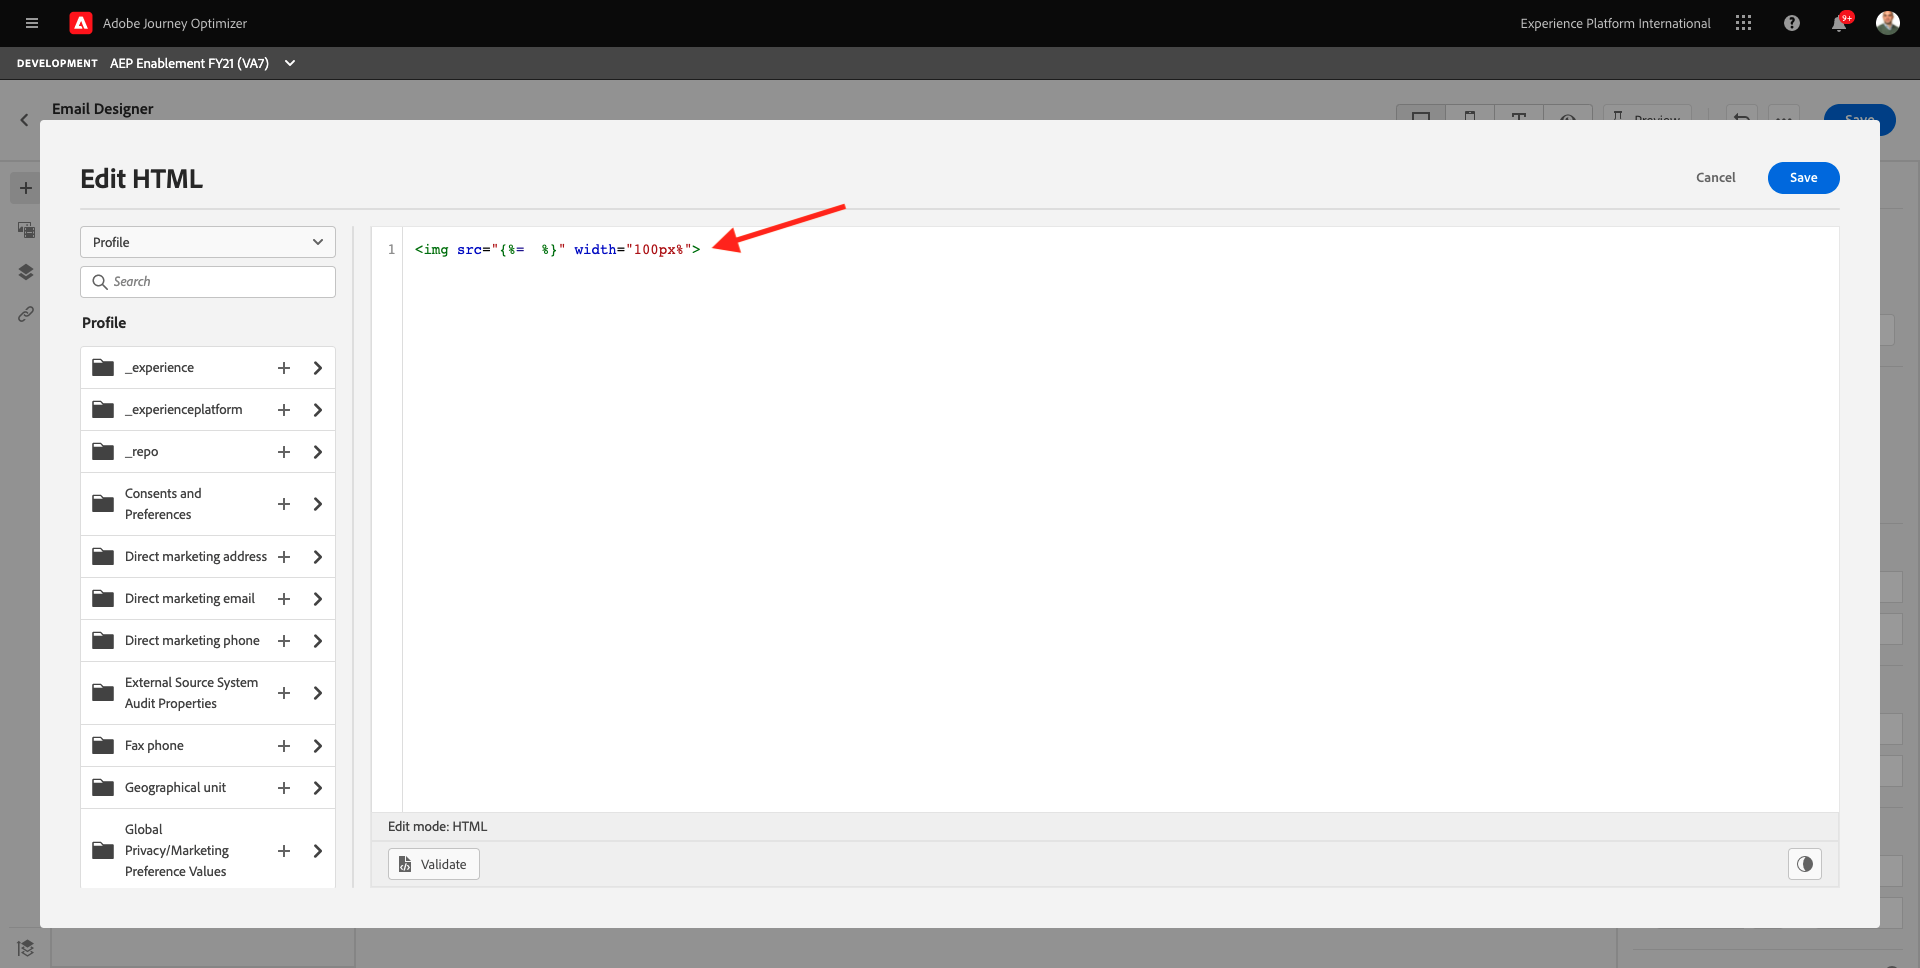 Adobe Journey Optimizer
Experience Platform International
9+
DEVELOPMENT AEP Enablement FY21 (VA7)
Email Designer
Preview
Save
Edit HTML
Cancel
Save
Profile
Search
Profile
_experience
_experienceplatform
_repo
Consents and
Preferences
Direct marketing address
Direct marketing email
Direct marketing phone
External Source System
Audit Properties
Fax phone
Geographical unit
Global
Privacy/Marketing
Preference Values
1 <img src="{%=  %}" width="100px%">
Edit mode: HTML
Validate